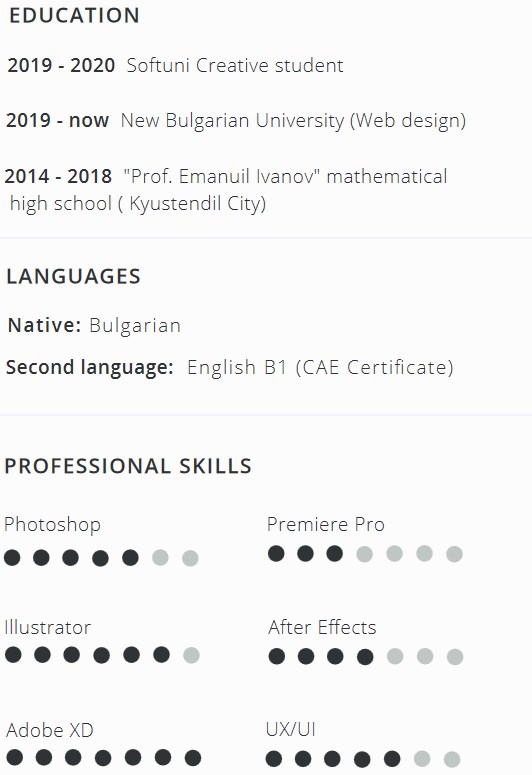 EDUCATION
2019 - 2020 Softuni Creative student
2019 - now New Bulgarian University (Web design)
2014 - 2018 "Prof. Emanuil Ivanov" mathematical
high school ( Kyustendil City)
LANGUAGES
Native: Bulgarian
Second language: English B1 (CAE Certificate)
PROFESSIONAL SKILLS
Photoshop
Premiere Pro
Illustrator
After Effects
Adobe XD
UX/UI